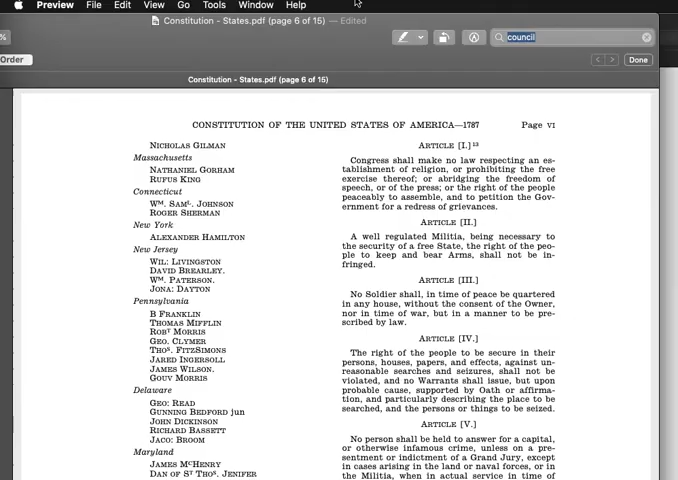 Preview File Edit View Go Tools Window Help
Constitution - States.pdf (page 6 of 15) — Edited
%
council
Order
Done
Constitution - States.pdf (page 6 of 15)
CONSTITUTION OF THE UNITED STATES OF AMERICA—1787 Page VI
NICHOLAS GILMAN
Massachusetts
NATHANIEL GORHAM
RUFUS KING
Connecticut
WM. SAML. JOHNSON
ROGER SHERMAN
New York
ALEXANDER HAMILTON
New Jersey
WIL: LIVINGSTON
DAVID BREARLEY.
WM. PATERSON.
JONA: DAYTON
Pennsylvania
B FRANKLIN
THOMAS MIFFLIN
ROBT MORRIS
GEO. CLYMER
THOS. FITZSIMONS
JARED INGERSOLL
JAMES WILSON.
GOUV MORRIS
Delaware
GEO: READ
GUNNING BEDFORD jun
JOHN DICKINSON
RICHARD BASSETT
JACO: BROOM
Maryland
JAMES MCHENRY
DAN OF ST THOS. JENIFER
ARTICLE [I.] 13
Congress shall make no law respecting an es-
tablishment of religion, or prohibiting the free
exercise thereof; or abridging the freedom of
speech, or of the press; or the right of the people
peaceably to assemble, and to petition the Gov-
ernment for a redress of grievances.
ARTICLE [II.]
A well regulated Militia, being necessary to
the security of a free State, the right of the peo-
ple to keep and bear Arms, shall not be in-
fringed.
ARTICLE [III.]
No Soldier shall, in time of peace be quartered
in any house, without the consent of the Owner,
nor in time of war, but in a manner to be pre-
scribed by law.
ARTICLE [IV.]
The right of the people to be secure in their
persons, houses, papers, and effects, against un-
reasonable searches and seizures, shall not be
violated, and no Warrants shall issue, but upon
probable cause, supported by Oath or affirma-
tion, and particularly describing the place to be
searched, and the persons or things to be seized.
ARTICLE [V.]
No person shall be held to answer for a capital,
or otherwise infamous crime, unless on a pre-
sentment or indictment of a Grand Jury, except
in cases arising in the land or naval forces, or in
the Militia, when in actual service in time of